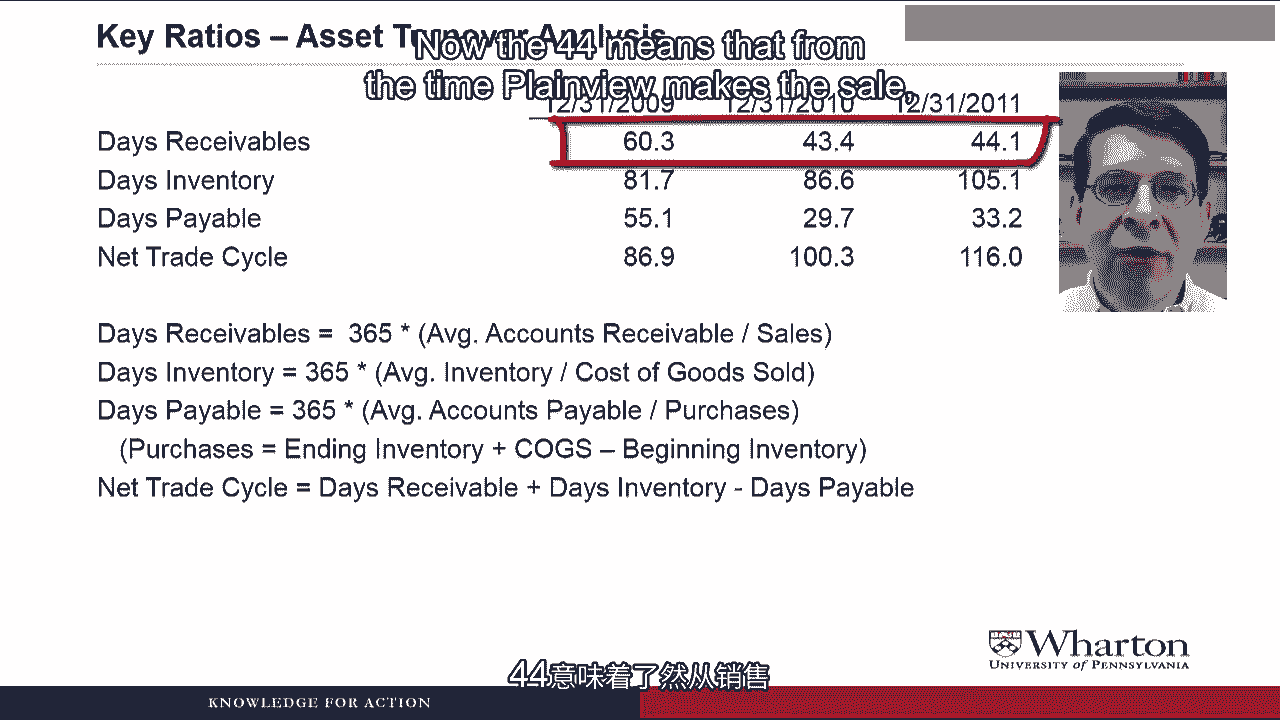 Key Ratios – Asset Turnover Analysis
Now the 44 means that from
the time Plainview makes the sale,
12/31/2009 12/31/2010 12/31/2011
Days Receivables 60.3 43.4 44.1
Days Inventory 81.7 86.6 105.1
Days Payable 55.1 29.7 33.2
Net Trade Cycle 86.9 100.3 116.0
Days Receivables = 365 * (Avg. Accounts Receivable / Sales)
Days Inventory = 365 * (Avg. Inventory / Cost of Goods Sold)
Days Payable = 365 * (Avg. Accounts Payable / Purchases)
(Purchases = Ending Inventory + COGS – Beginning Inventory)
Net Trade Cycle = Days Receivable + Days Inventory - Days Payable
Wharton
UNIVERSITY of PENNSYLVANIA
44意味着了然从销售
KNOWLEDGE FOR ACTION